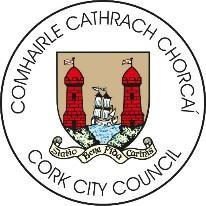 COMHAIRLE CATHRACH CHORCAÍ
Statio Bene Fida Carinis
CORK CITY COUNCIL